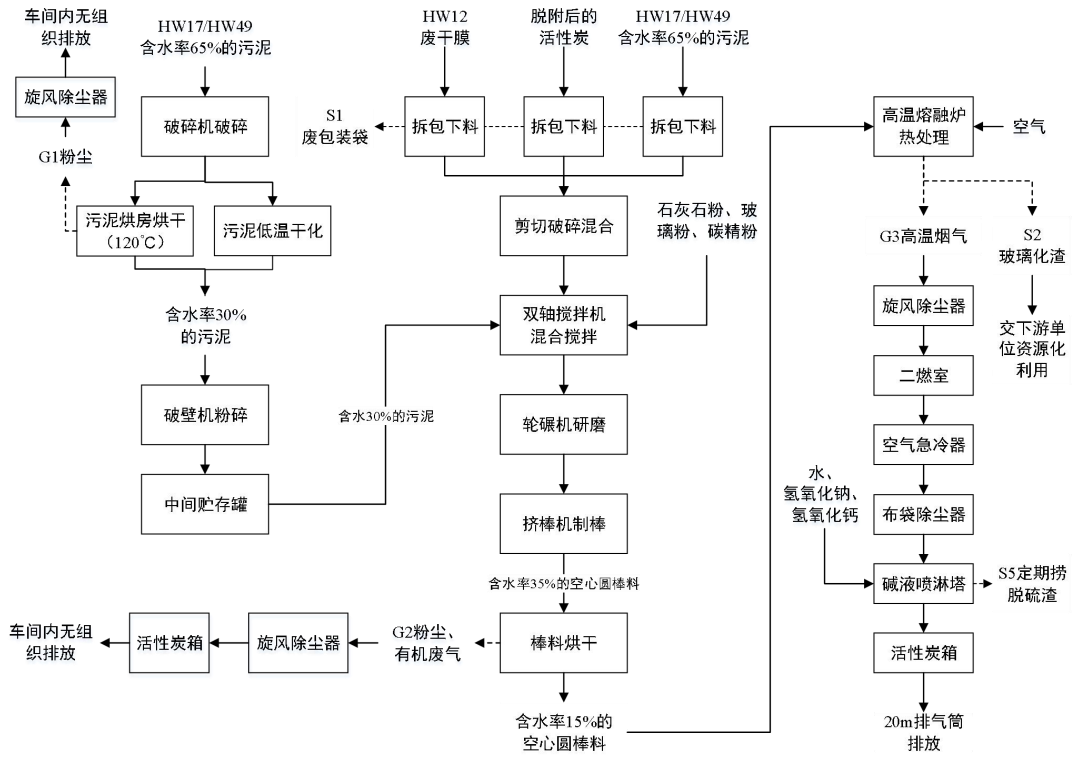 车间内无组
织排放
旋风除尘器
G1粉尘
HW17/HW49
含水率65%的污泥
破碎机破碎
污泥烘房烘干
（120℃）
污泥低温干化
含水率30%
的污泥
破壁机粉碎
中间贮存罐
含水30%的污泥
S1
废包装袋
HW12
废干膜
脱附后的
活性炭
HW17/HW49
含水率65%的污泥
拆包下料
拆包下料
拆包下料
剪切破碎混合
石灰石粉、玻
璃粉、碳精粉
双轴搅拌机
混合搅拌
轮碾机研磨
挤棒机制棒
含水率35%的空心圆棒料
棒料烘干
G2粉尘、
有机废气
旋风除尘器
活性炭箱
车间内无组
织排放
含水率15%的
空心圆棒料
高温熔融炉
热处理
空气
G3高温烟气
S2
玻璃化渣
交下游单
位资源化
利用
旋风除尘器
二燃室
空气急冷器
布袋除尘器
水、
氢氧化钠、
氢氧化钙
碱液喷淋塔
S5定期捞
脱硫渣
活性炭箱
20m排气筒
排放